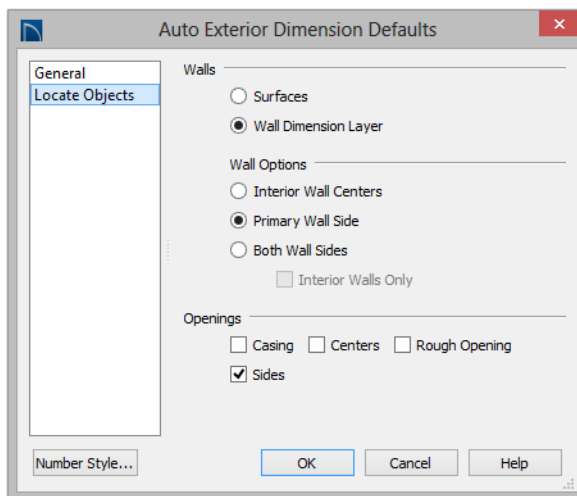 Auto Exterior Dimension Defaults
General
Locate Objects
Walls
Surfaces
Wall Dimension Layer
Wall Options
Interior Wall Centers
Primary Wall Side
Both Wall Sides
Interior Walls Only
Openings
Casing Centers Rough Opening
Sides
Number Style... OK Cancel Help